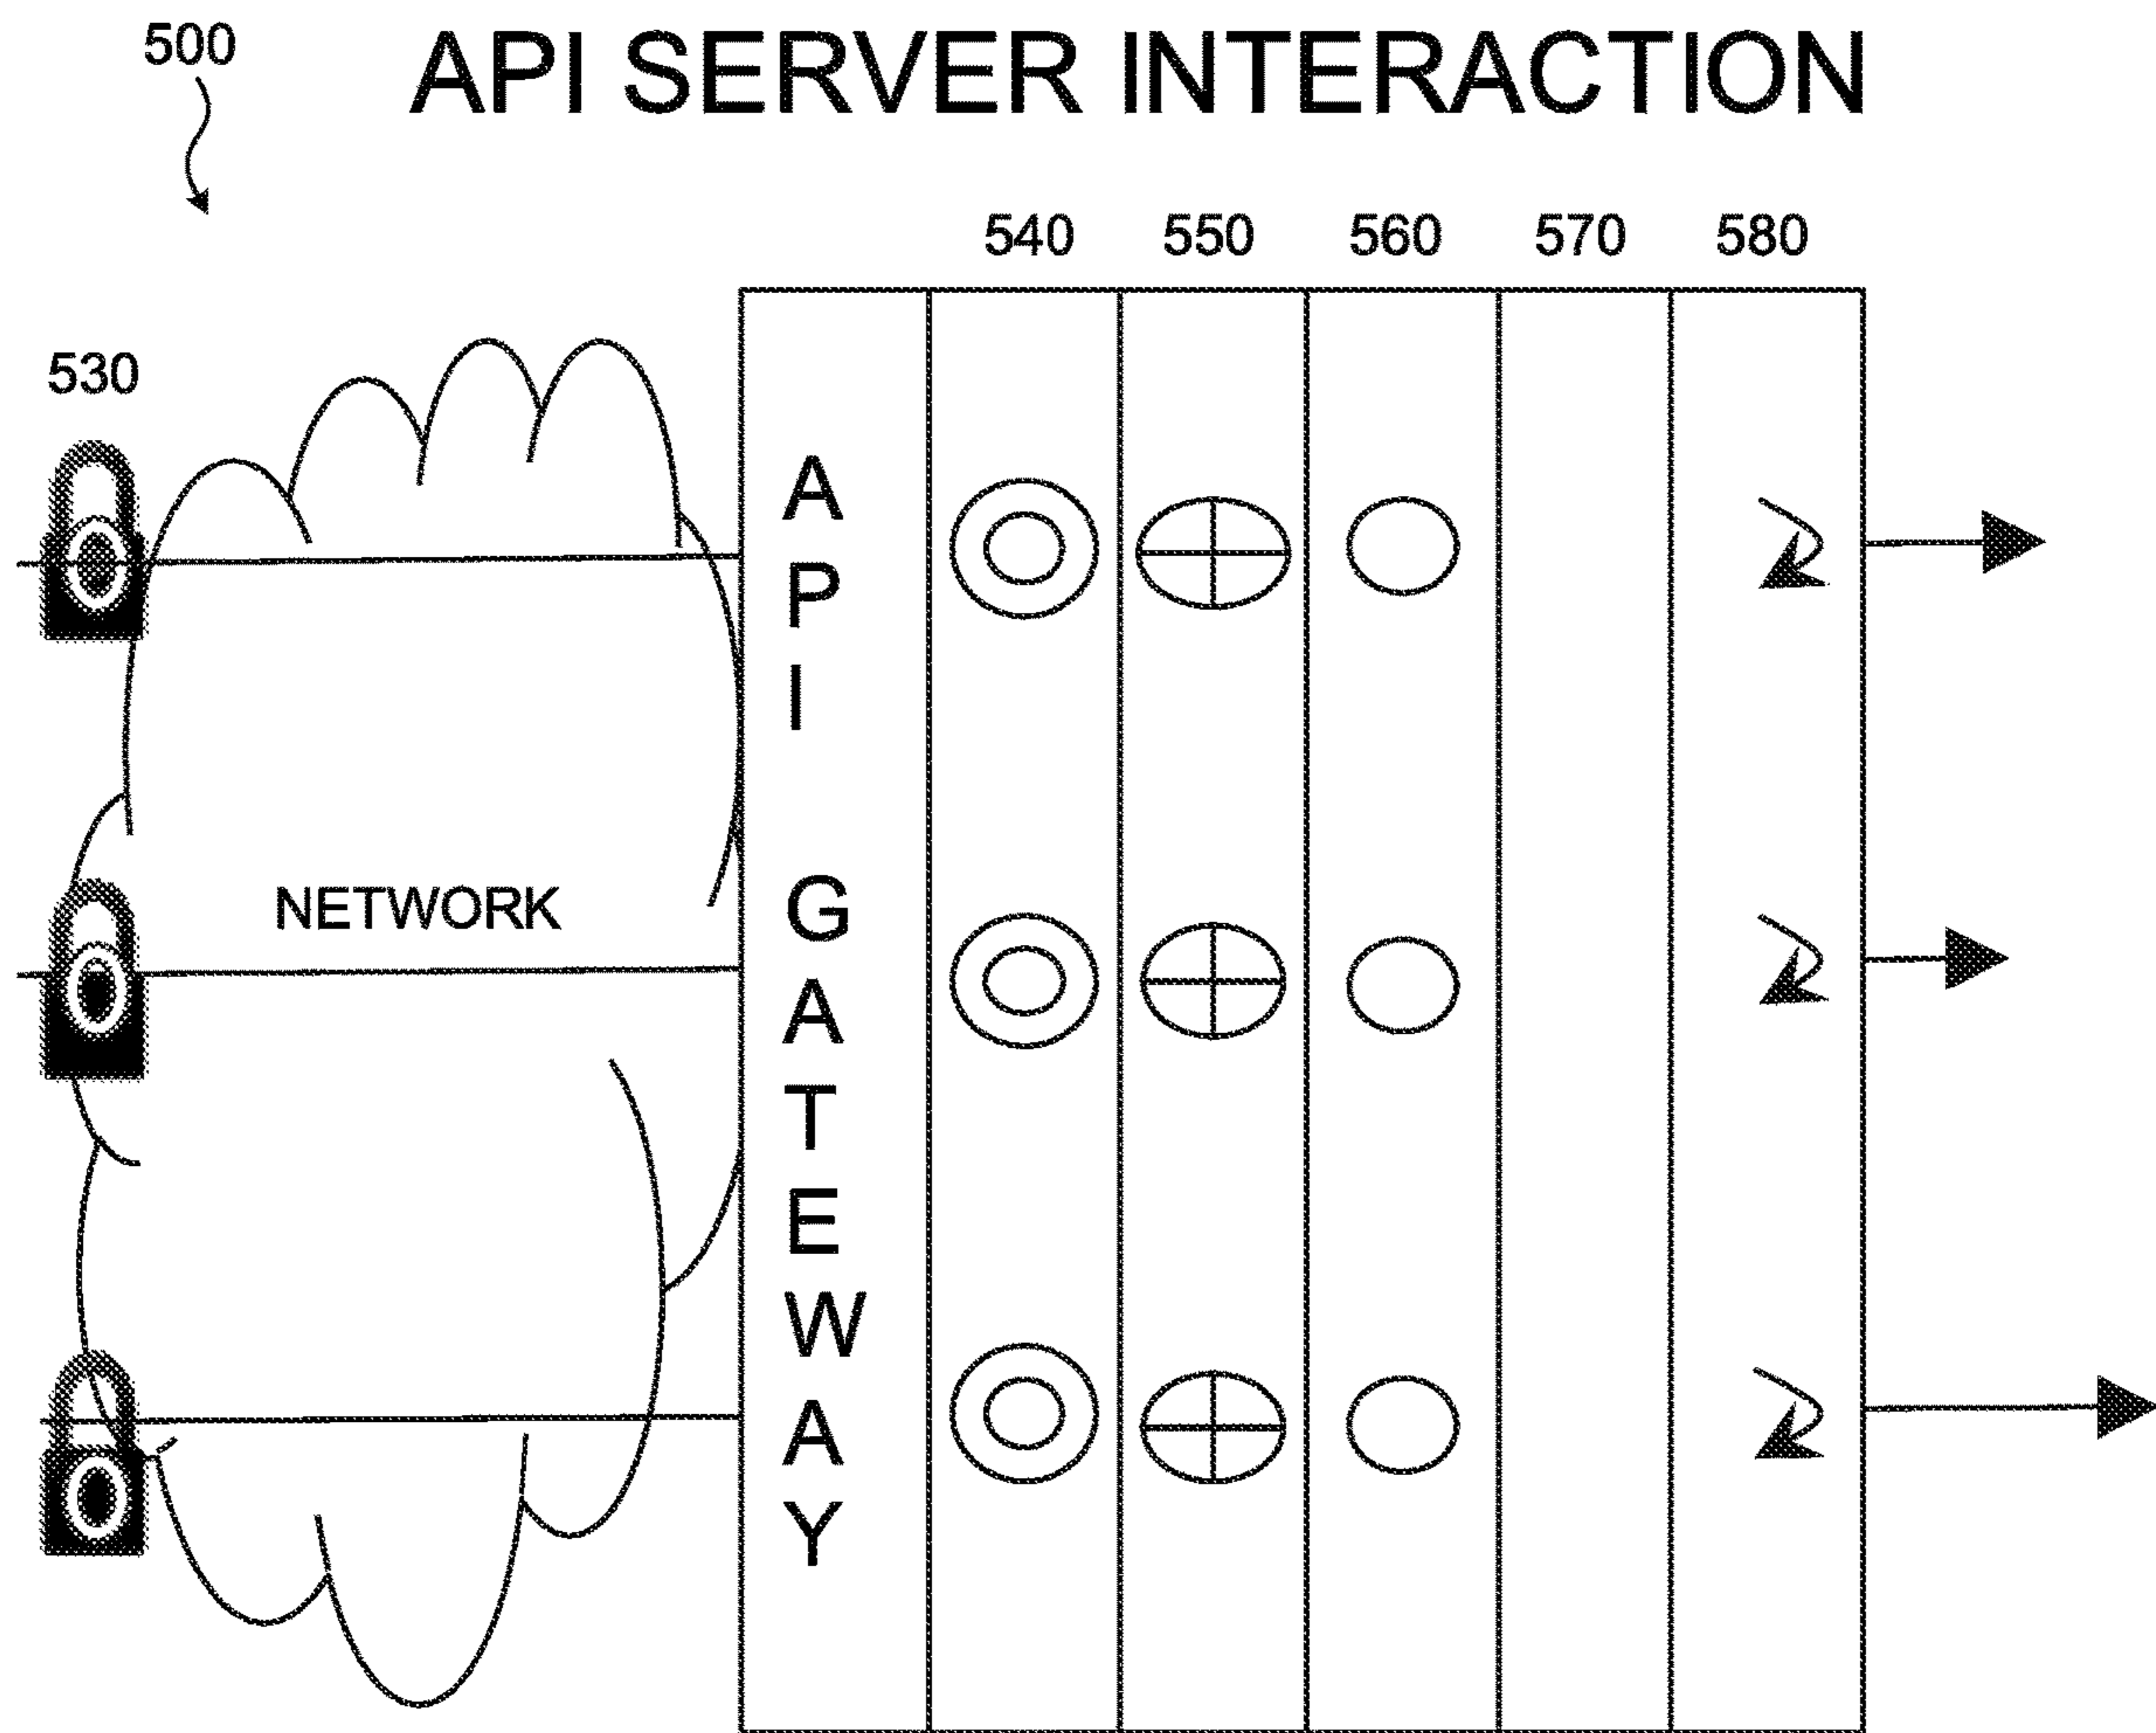 500
API SERVER INTERACTION
540 550 560 570 580
530
API GATEWAY
NETWORK